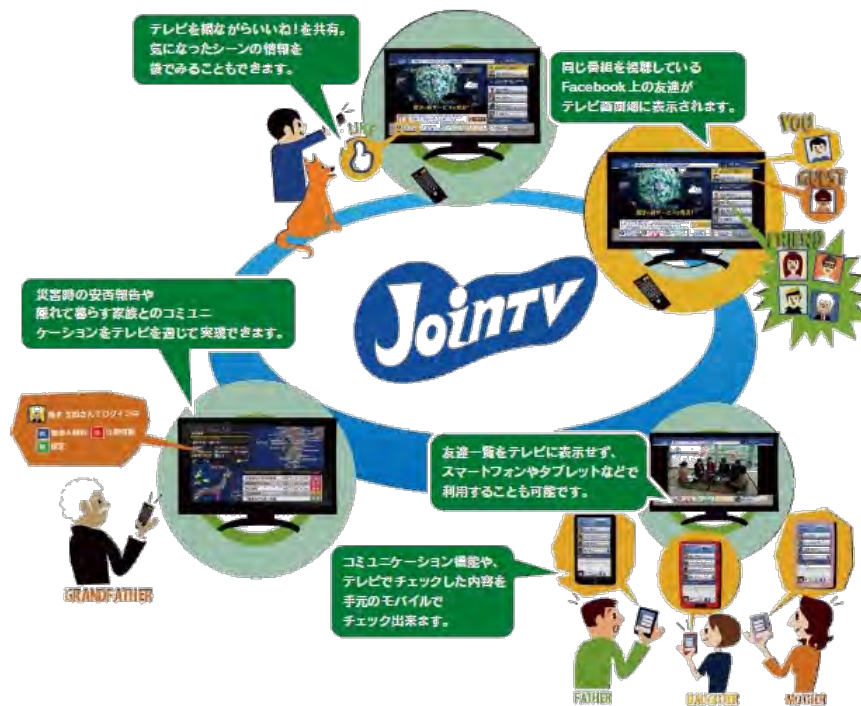 テレビを観ながらいいね!を共有。
気になったシーンの情報を
後でみることもできます。
LIKE
同じ番組を視聴している
Facebook上の友達が
テレビ画面端に表示されます。
YOU
GUEST
FRIEND
JoinTV
災害時の安否報告や
離れて暮らす家族とのコミュニ
ケーションをテレビを通じて実現できます。
GRANDFATHER
友達一覧をテレビに表示せず、
スマートフォンやタブレットなどで
利用することも可能です。
コミュニケーション機能や、
テレビでチェックした内容を
手元のモバイルで
チェック出来ます。
FATHER
DAUGHTER
MOTHER